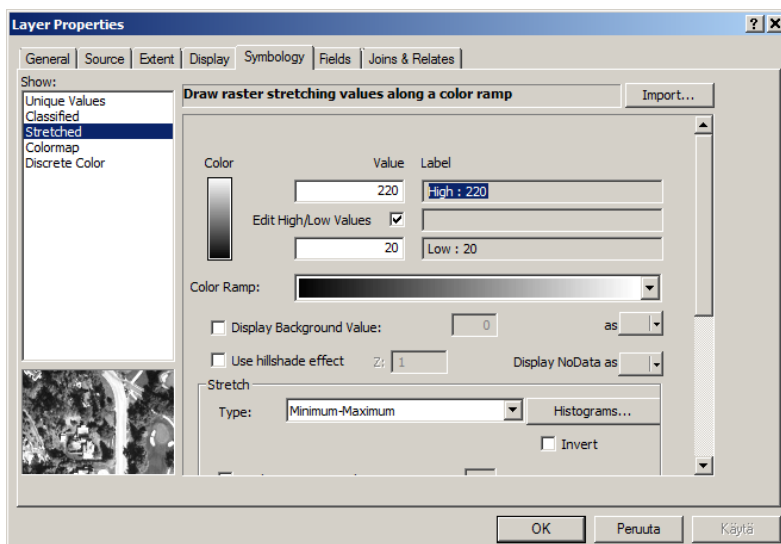 Layer Properties
General Source Extent Display Symbology Fields Joins & Relates
Show:
Unique Values
Classified
Stretched
Colormap
Discrete Color
Draw raster stretching values along a color ramp Import...
Color Value Label
220 High : 220
Edit High/Low Values
20 Low : 20
Color Ramp:
Display Background Value: 0 as
Use hillshade effect Z: 1 Display NoData as
Stretch
Type: Minimum-Maximum Histograms...
Invert
OK Peruuta Käytä